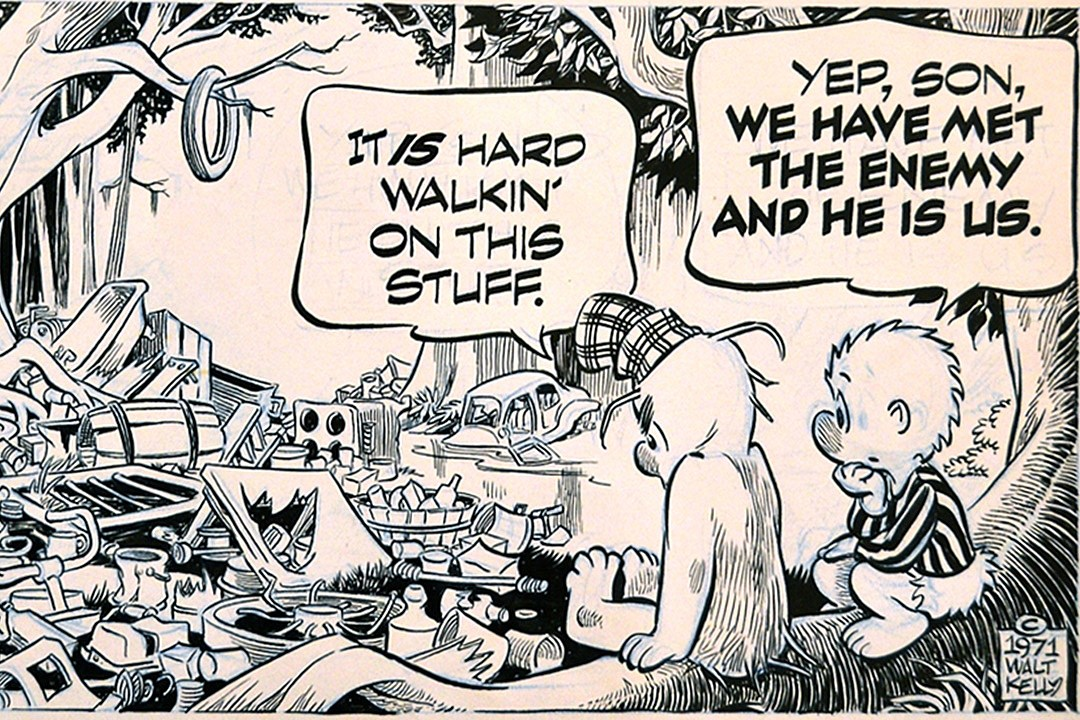 IT IS HARD
WALKIN'
ON THIS
STUFF.
YEP, SON,
WE HAVE MET
THE ENEMY
AND HE IS US.
©
1971
WALT
KELLY